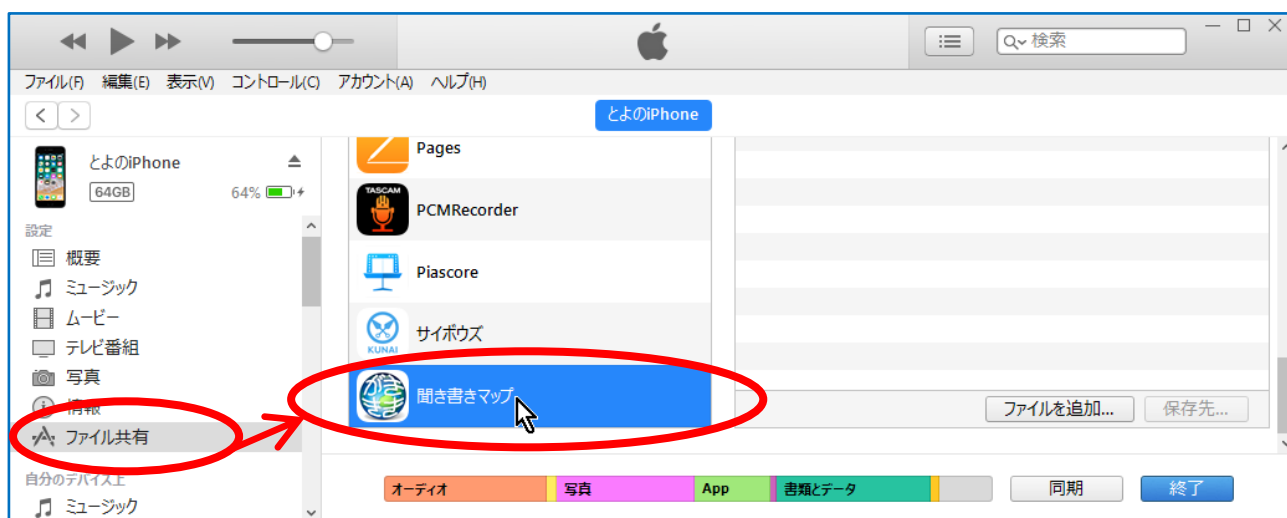 検索
ファイル(F) 編集(E) 表示(V) コントロール(C) アカウント(A) ヘルプ(H)
とよのiPhone
とよのiPhone
64GB 64%
設定
概要
ミュージック
ムービー
テレビ番組
写真
情報
ファイル共有
自分のデバイス上
ミュージック
Pages
TASCAM
PCMRecorder
Piascore
KUNAI
サイボウズ
聞き書きマップ
ファイルを追加... 保存先...
オーディオ 写真 App 書類とデータ 同期 終了